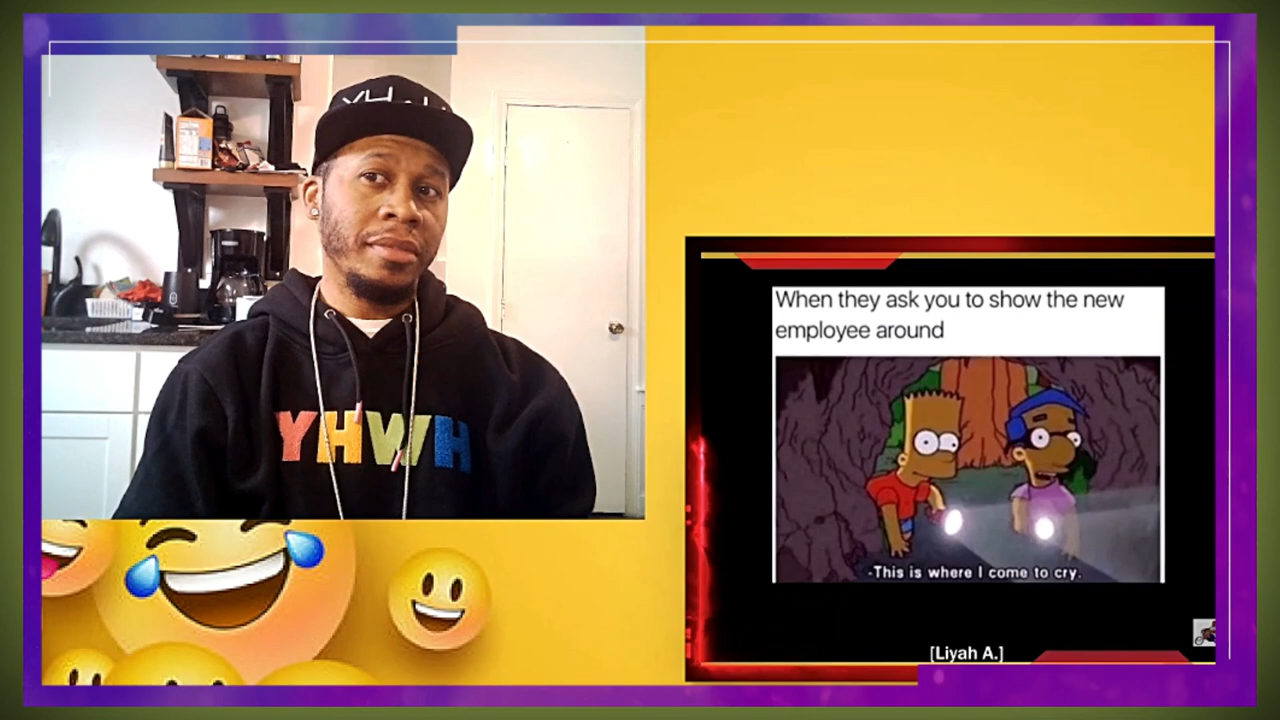 YHWH
When they ask you to show the new
employee around
-This is where I come to cry.
[Liyah A.]